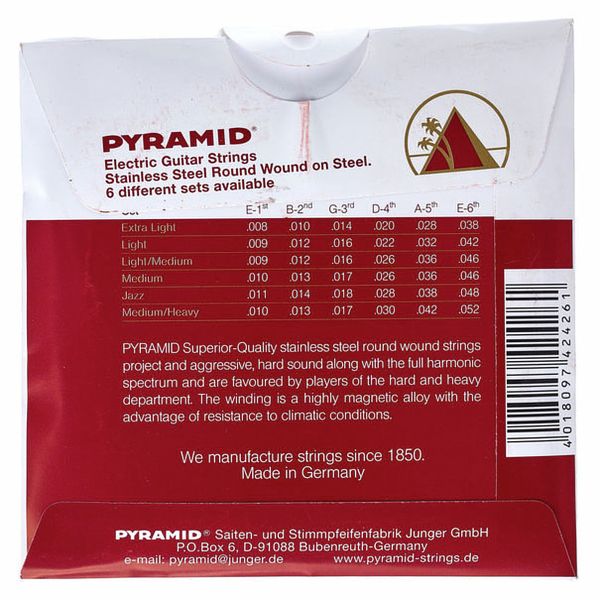 PYRAMID®
Electric Guitar Strings
Stainless Steel Round Wound on Steel.
6 different sets available
E-1st B-2nd G-3rd D-4th A-5th E-6th
Extra Light .008 .010 .014 .020 .028 .038
Light .009 .012 .016 .022 .032 .042
Light/Medium .009 .012 .016 .026 .036 .046
Medium .010 .013 .017 .026 .036 .046
Jazz .011 .014 .018 .028 .038 .048
Medium/Heavy .010 .013 .017 .030 .042 .052
PYRAMID Superior-Quality stainless steel round wound strings
project and aggressive, hard sound along with the full harmonic
spectrum and are favoured by players of the hard and heavy
department. The winding is a highly magnetic alloy with the
advantage of resistance to climatic conditions.
We manufacture strings since 1850.
Made in Germany
4 018097 424261
PYRAMID® Saiten- und Stimmpfeifenfabrik Junger GmbH
P.O.Box 6, D-91088 Bubenreuth-Germany
e-mail: pyramid@junger.de www.pyramid-strings.de